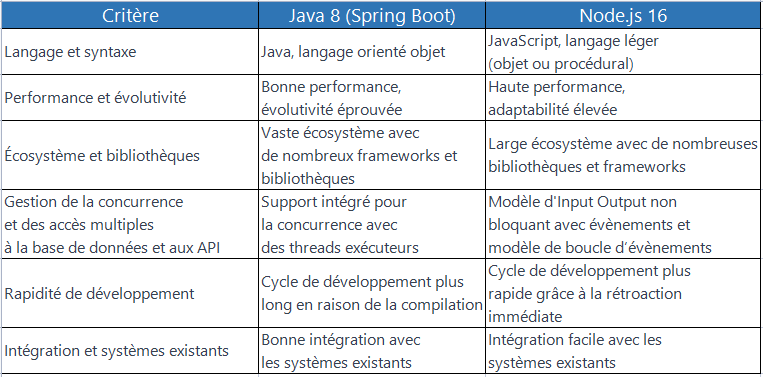 Critère
Java 8 (Spring Boot)
Node.js 16
Langage et syntaxe
Java, langage orienté objet
JavaScript, langage léger
(objet ou procédural)
Performance et évolutivité
Bonne performance,
évolutivité éprouvée
Haute performance,
adaptabilité élevée
Écosystème et bibliothèques
Vaste écosystème avec
de nombreux frameworks et
bibliothèques
Large écosystème avec de nombreuses
bibliothèques et frameworks
Gestion de la concurrence
et des accès multiples
à la base de données et aux API
Support intégré pour
la concurrence avec
des threads exécuteurs
Modèle d'Input Output non
bloquant avec évènements et
modèle de boucle d’évènements
Rapidité de développement
Cycle de développement plus
long en raison de la compilation
Cycle de développement plus
rapide grâce à la rétroaction
immédiate
Intégration et systèmes existants
Bonne intégration avec
les systèmes existants
Intégration facile avec les
systèmes existants